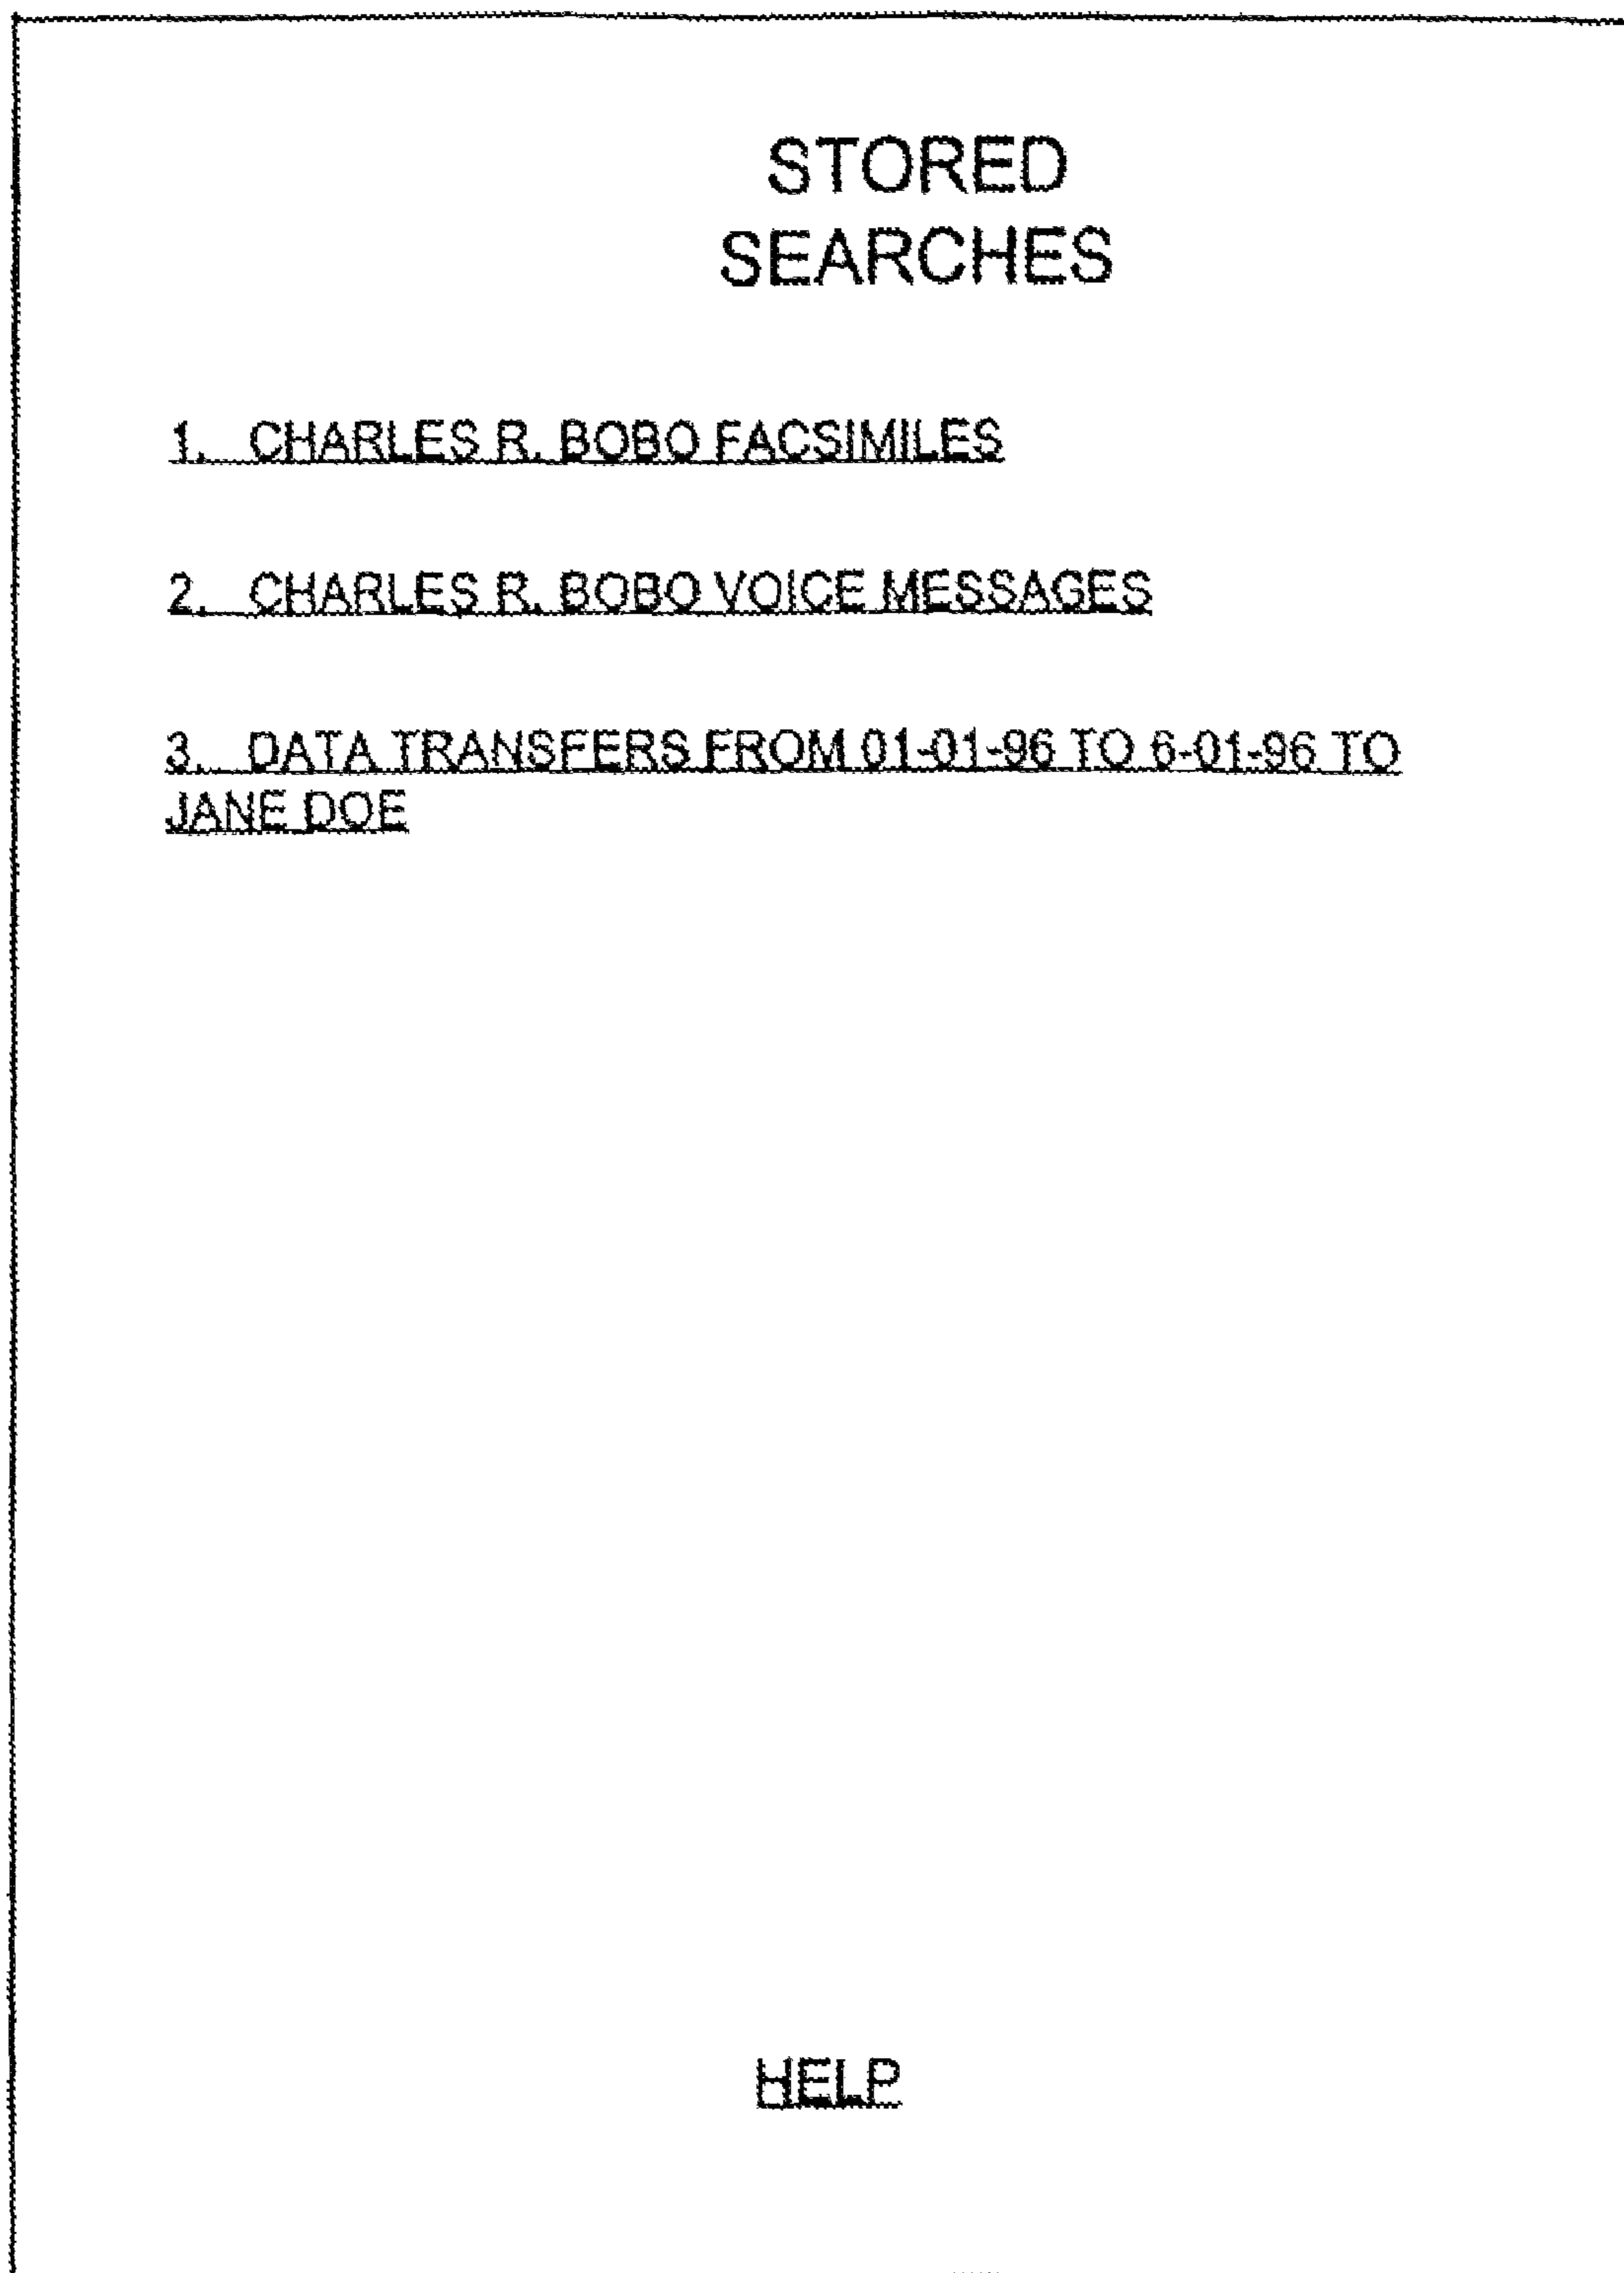 STORED
SEARCHES
1. CHARLES R. BOBO FACSIMILES
2. CHARLES R. BOBO VOICE MESSAGES
3. DATA TRANSFERS FROM 01-01-96 TO 6-01-96 TO
JANE DOE
HELP